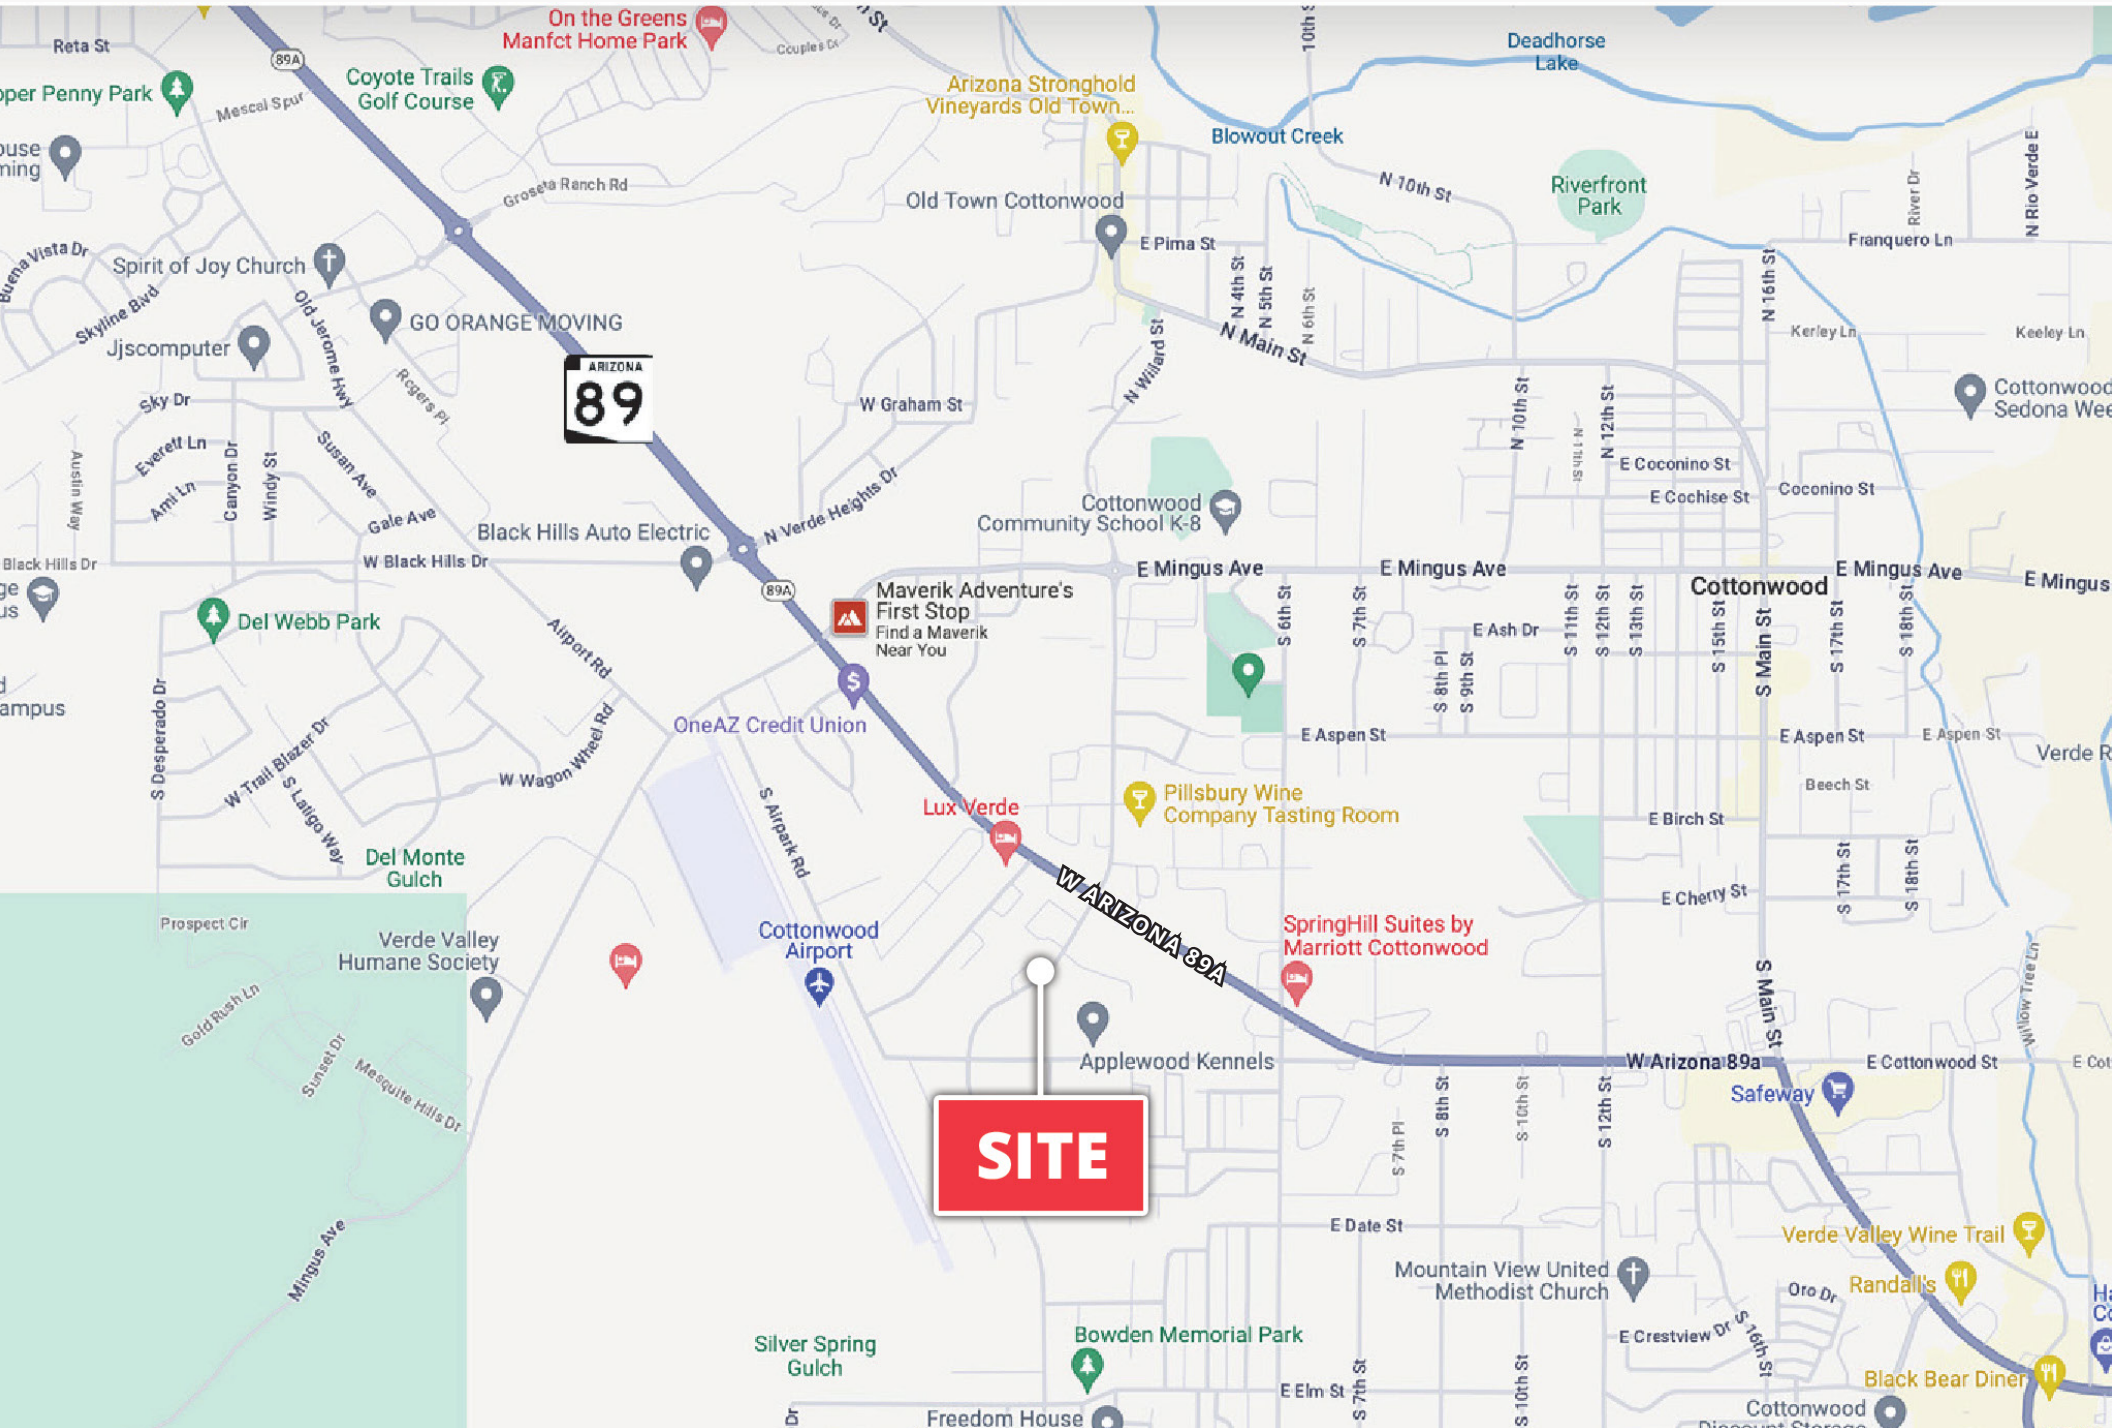 On the Greens
Manfct Home Park
Couples Dr
Reta St
89A
Coyote Trails
Golf Course
Penny Park
Mescal Spur
Arizona Stronghold
Vineyards Old Town...
10th
Deadhorse
Lake
Blowout Creek
Groseta Ranch Rd
Old Town Cottonwood
N 10th St
Riverfront
Park
River Dr
N Rio Verde E
E Pima St
Franquero Ln
Buena Vista Dr
Spirit of Joy Church
Skyline Blvd
Old Jerome Hwy
GO ORANGE MOVING
Jjscomputer
N 4th St
N 5th St
N 6th St
N 16th St
N Main St
N Willard St
Kerley Ln
Keeley Ln
ARIZONA
89
Rogers Pl
Sky Dr
W Graham St
N 10th St
N 11th St
N 12th St
Cottonwood
Sedona Wee
Everett Ln
Ami Ln
Austin Way
Canyon Dr
Windy St
Susan Ave
Gale Ave
E Coconino St
E Cochise St
Coconino St
N Verde Heights Dr
Cottonwood
Community School K-8
Black Hills Auto Electric
Black Hills Dr
W Black Hills Dr
E Mingus Ave
E Mingus Ave
E Mingus Ave
E Mingus
Cottonwood
89A
Maverik Adventure's
First Stop
Find a Maverik
Near You
Del Webb Park
Airport Rd
S 6th St
S 7th St
E Ash Dr
S 8th Pl
S 9th St
S 11th St
S 12th St
S 13th St
S 15th St
S Main St
S 17th St
S 18th St
ampus
OneAZ Credit Union
S Desperado Dr
W Trail Blazer Dr
S Latigo Way
W Wagon Wheel Rd
E Aspen St
E Aspen St
E Aspen St
Verde R
S Airpark Rd
Lux Verde
Pillsbury Wine
Company Tasting Room
Beech St
E Birch St
Del Monte
Gulch
W ARIZONA 89A
E Cherry St
S 17th St
S 18th St
Prospect Cir
Verde Valley
Humane Society
Cottonwood
Airport
SpringHill Suites by
Marriott Cottonwood
Gold Rush Ln
Sunset Dr
Mesquite Hills Dr
S Main St
Willow Tree Ln
Applewood Kennels
W Arizona 89a
E Cottonwood St
E Cot
Safeway
S 7th Pl
S 8th St
S 10th St
S 12th St
SITE
E Date St
Mingus Ave
Verde Valley Wine Trail
Mountain View United
Methodist Church
Randall's
Oro Dr
Silver Spring
Gulch
Bowden Memorial Park
E Crestview Dr
S 16th St
E Elm St
S 7th St
S 10th St
Black Bear Diner
Dr
Freedom House
Cottonwood